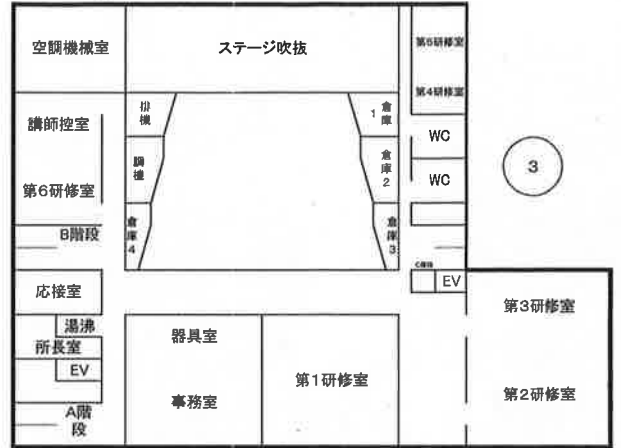 空調機械室
ステージ吹抜
第5研修室
第4研修室
排機
倉庫1
講師控室
WC
調機
倉庫2
WC
3
第6研修室
倉庫4
倉庫3
B階段
C階段
EV
応接室
第3研修室
湯沸
器具室
所長室
EV
第1研修室
事務室
第2研修室
A階
段